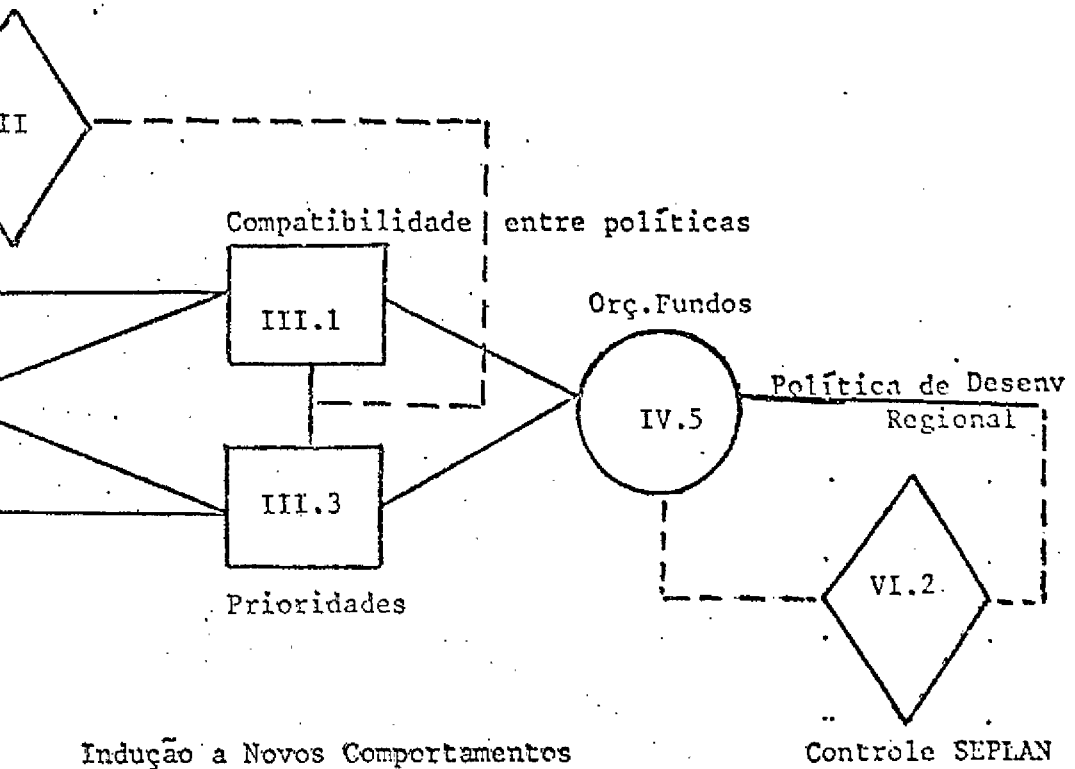 II
Compatibilidade entre políticas
Orç.Fundos
III.1
Política de Desenv
IV.5
Regional
III.3
VI.2
Prioridades
Indução a Novos Comportamentos
Controle SEPLAN